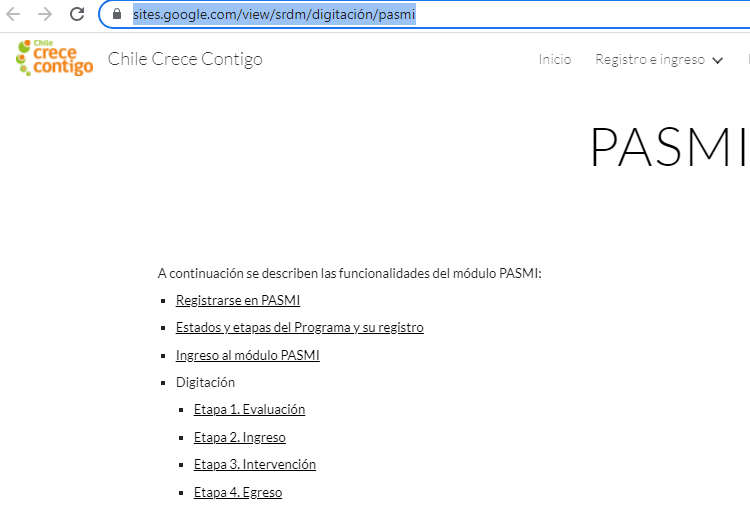 sites.google.com/view/srdm/digitación/pasmi
Chile
crece
contigo
Chile Crece Contigo
Inicio
Registro e ingreso
PASMI
A continuación se describen las funcionalidades del módulo PASMI:
Registrarse en PASMI
Estados y etapas del Programa y su registro
Ingreso al módulo PASMI
Digitación
Etapa 1. Evaluación
Etapa 2. Ingreso
Etapa 3. Intervención
Etapa 4. Egreso